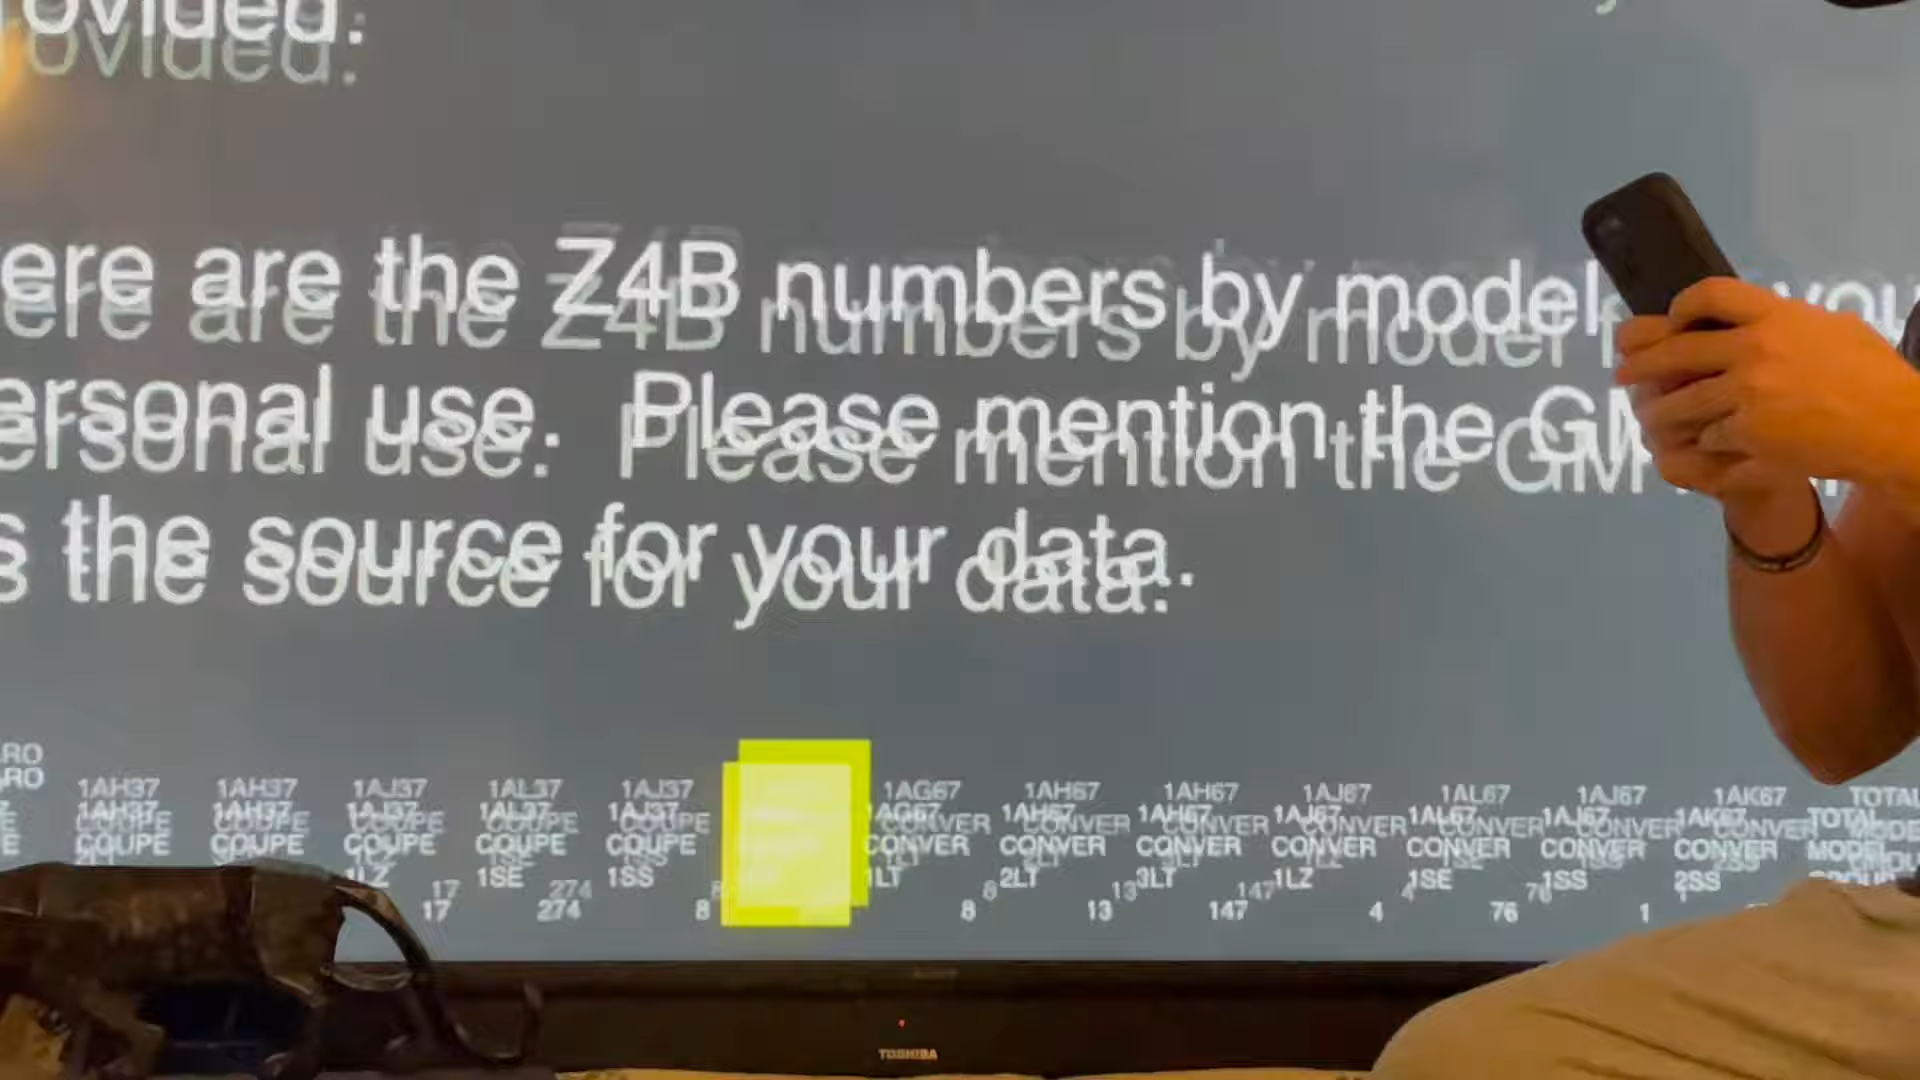 ovided.
ere are the Z4B numbers by model you
ersonal use. Please mention the GM
s the source for your data.
RO 1AH37 1AH37 1AJ37 1AL37 1AJ37 1AG67 1AH67 1AH67 1AJ67 1AL67 1AJ67 1AK67 TOTAL
E COUPE COUPE COUPE COUPE COUPE CONVER CONVER CONVER CONVER CONVER CONVER CONVER MODEL
1LZ 1SE 1SS 1LT 2LT 3LT 1LZ 1SE 1SS 2SS
17 274 8 8 13 147 4 76 1
TOSHIBA